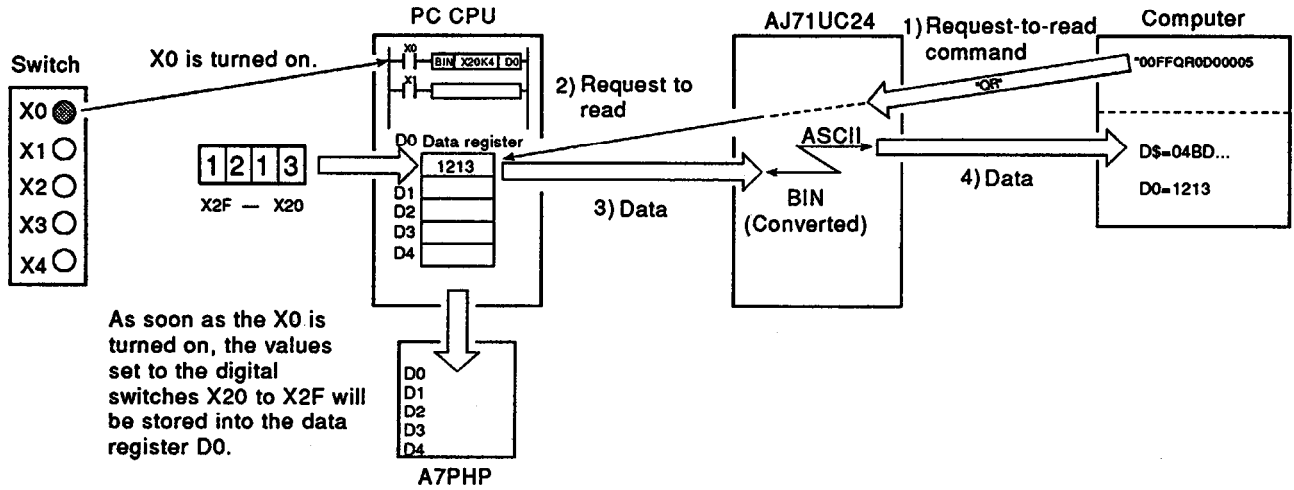 PC CPU
AJ71UC24
Computer
Switch
X0 is turned on.
X0
BIN X20K4 D0
X1
1) Request-to-read
command
"00FFQR0D00005
"QR"
X0
X1
X2
X3
X4
1 2 1 3
X2F — X20
2) Request to
read
D0 Data register
1213
D1
D2
D3
D4
3) Data
ASCII
BIN
(Converted)
4) Data
D$=04BD...
D0=1213
As soon as the X0 is
turned on, the values
set to the digital
switches X20 to X2F will
be stored into the data
register D0.
D0
D1
D2
D3
D4
A7PHP